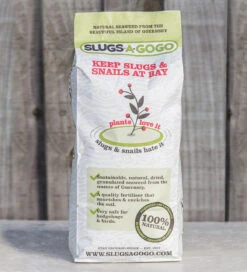 NATURAL SEAWEED FROM THE
BEAUTIFUL ISLAND OF GUERNSEY
SLUGS·A·GOGO
KEEP SLUGS &
SNAILS AT BAY
plants love it
slugs & snails hate it
Sustainable, natural, dried,
granulated seaweed from the
waters of Guernsey.
A quality fertiliser that
nourishes & enriches
the soil.
Very safe for
hedgehogs & birds.
100%
NATURAL
WWW.SLUGSAGOGO.COM